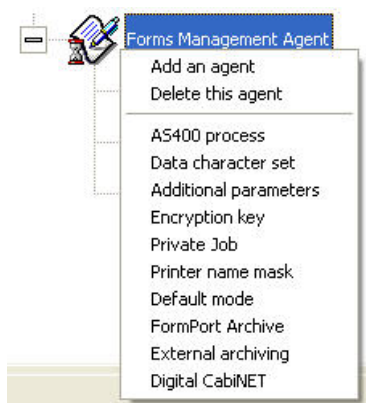 Forms Management Agent
Add an agent
Delete this agent
AS400 process
Data character set
Additional parameters
Encryption key
Private Job
Printer name mask
Default mode
FormPort Archive
External archiving
Digital CabiNET